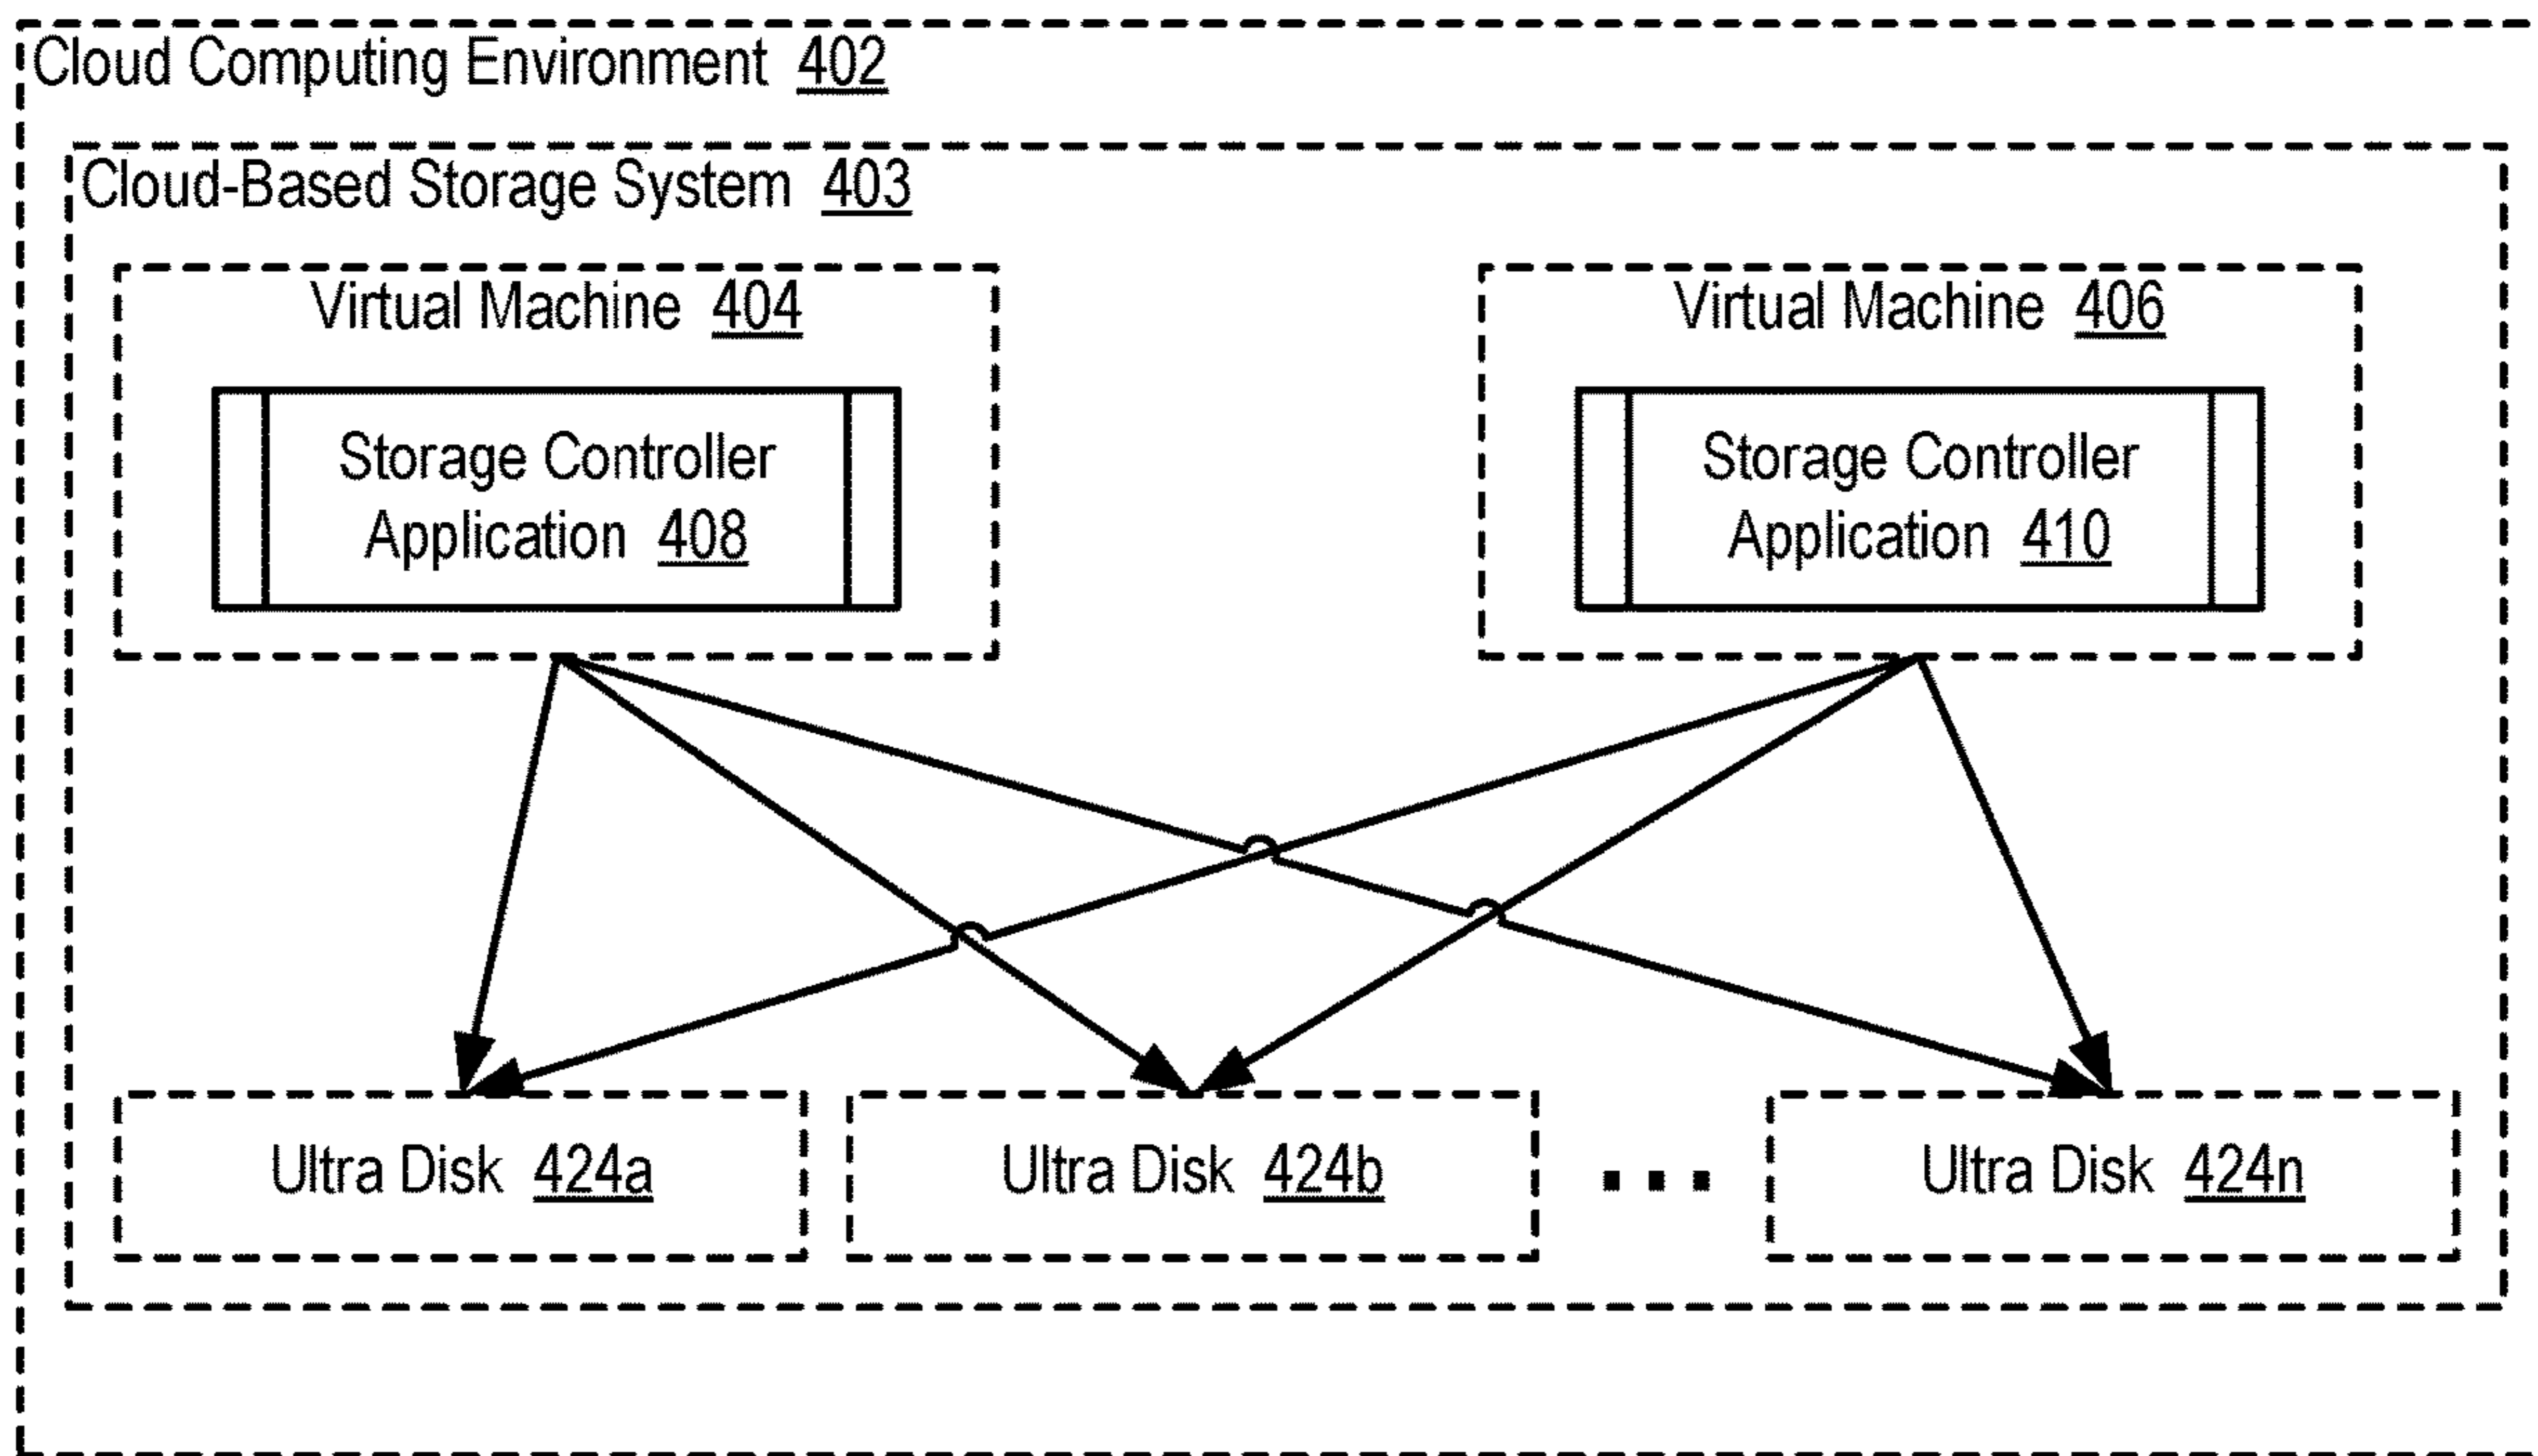 Cloud Computing Environment 402
Cloud-Based Storage System 403
Virtual Machine 404
Storage Controller
Application 408
Virtual Machine 406
Storage Controller
Application 410
Ultra Disk 424a
Ultra Disk 424b
...
Ultra Disk 424n